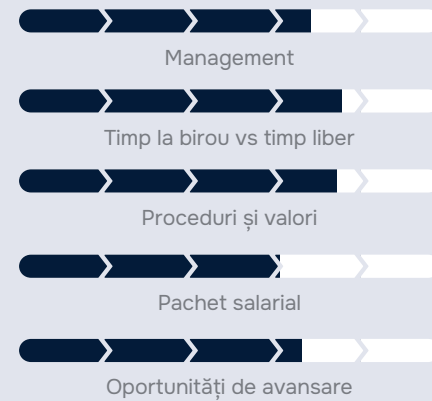 Management
Timp la birou vs timp liber
Proceduri și valori
Pachet salarial
Oportunități de avansare